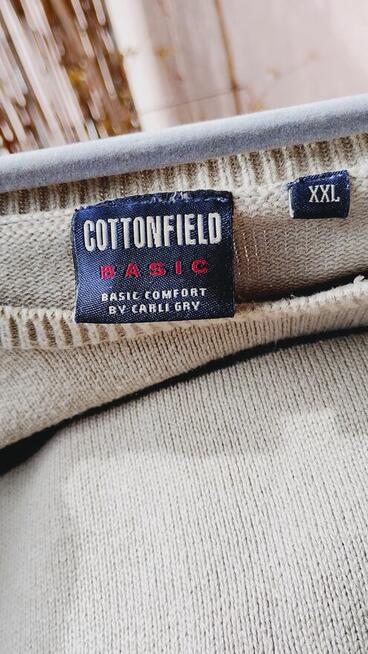 COTTONFIELD
BASIC
BASIC COMFORT
BY CARLI GRY
XXL